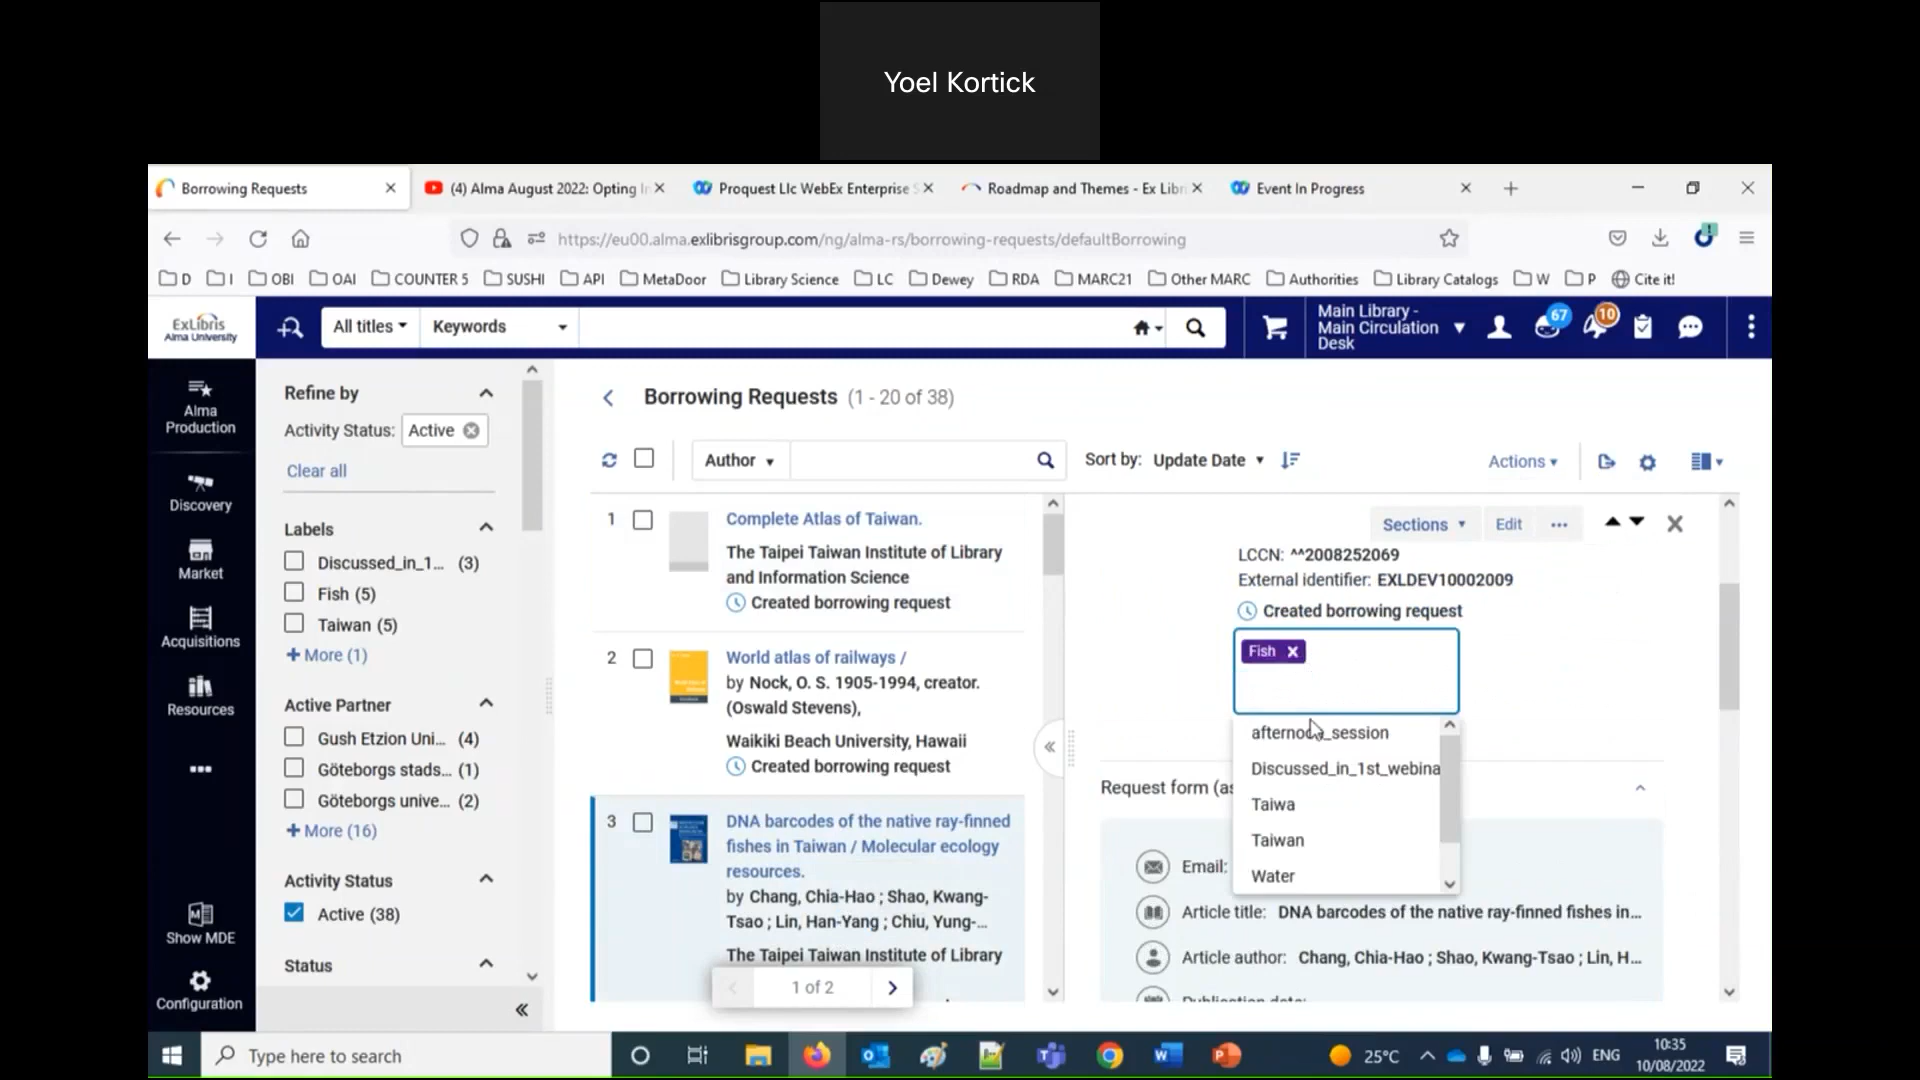 Yoel Kortick
Borrowing Requests
(4) Alma August 2022: Opting In
Proquest Llc WebEx Enterprise S
Roadmap and Themes - Ex Libri
Event In Progress
https://eu00.alma.exlibrisgroup.com/ng/alma-rs/borrowing-requests/defaultBorrowing
D I OBI OAI COUNTER 5 SUSHI API MetaDoor Library Science LC Dewey RDA MARC21 Other MARC Authorities Library Catalogs W P Cite it!
ExLibris
Alma University
All titles
Keywords
Main Library -
Main Circulation
Desk
67
10
Alma
Production
Discovery
Market
Acquisitions
Resources
Show MDE
Configuration
Refine by
Activity Status: Active
Clear all
Labels
Discussed_in_1... (3)
Fish (5)
Taiwan (5)
+ More (1)
Active Partner
Gush Etzion Uni... (4)
Göteborgs stads... (1)
Göteborgs unive... (2)
+ More (16)
Activity Status
Active (38)
Status
Borrowing Requests (1 - 20 of 38)
Author
Sort by: Update Date
Actions
1
Complete Atlas of Taiwan.
The Taipei Taiwan Institute of Library
and Information Science
Created borrowing request
2
World atlas of railways /
by Nock, O. S. 1905-1994, creator.
(Oswald Stevens),
Waikiki Beach University, Hawaii
Created borrowing request
3
DNA barcodes of the native ray-finned
fishes in Taiwan / Molecular ecology
resources.
by Chang, Chia-Hao ; Shao, Kwang-
Tsao ; Lin, Han-Yang ; Chiu, Yung-...
The Taipei Taiwan Institute of Library
1 of 2
Sections
Edit
LCCN: ^^2008252069
External identifier: EXLDEV10002009
Created borrowing request
Fish
afternoon_session
Discussed_in_1st_webina
Taiwa
Taiwan
Water
Request form (as
Email:
Article title: DNA barcodes of the native ray-finned fishes in...
Article author: Chang, Chia-Hao ; Shao, Kwang-Tsao ; Lin, H...
Publication date:
Type here to search
25°C
ENG
10:35
10/08/2022